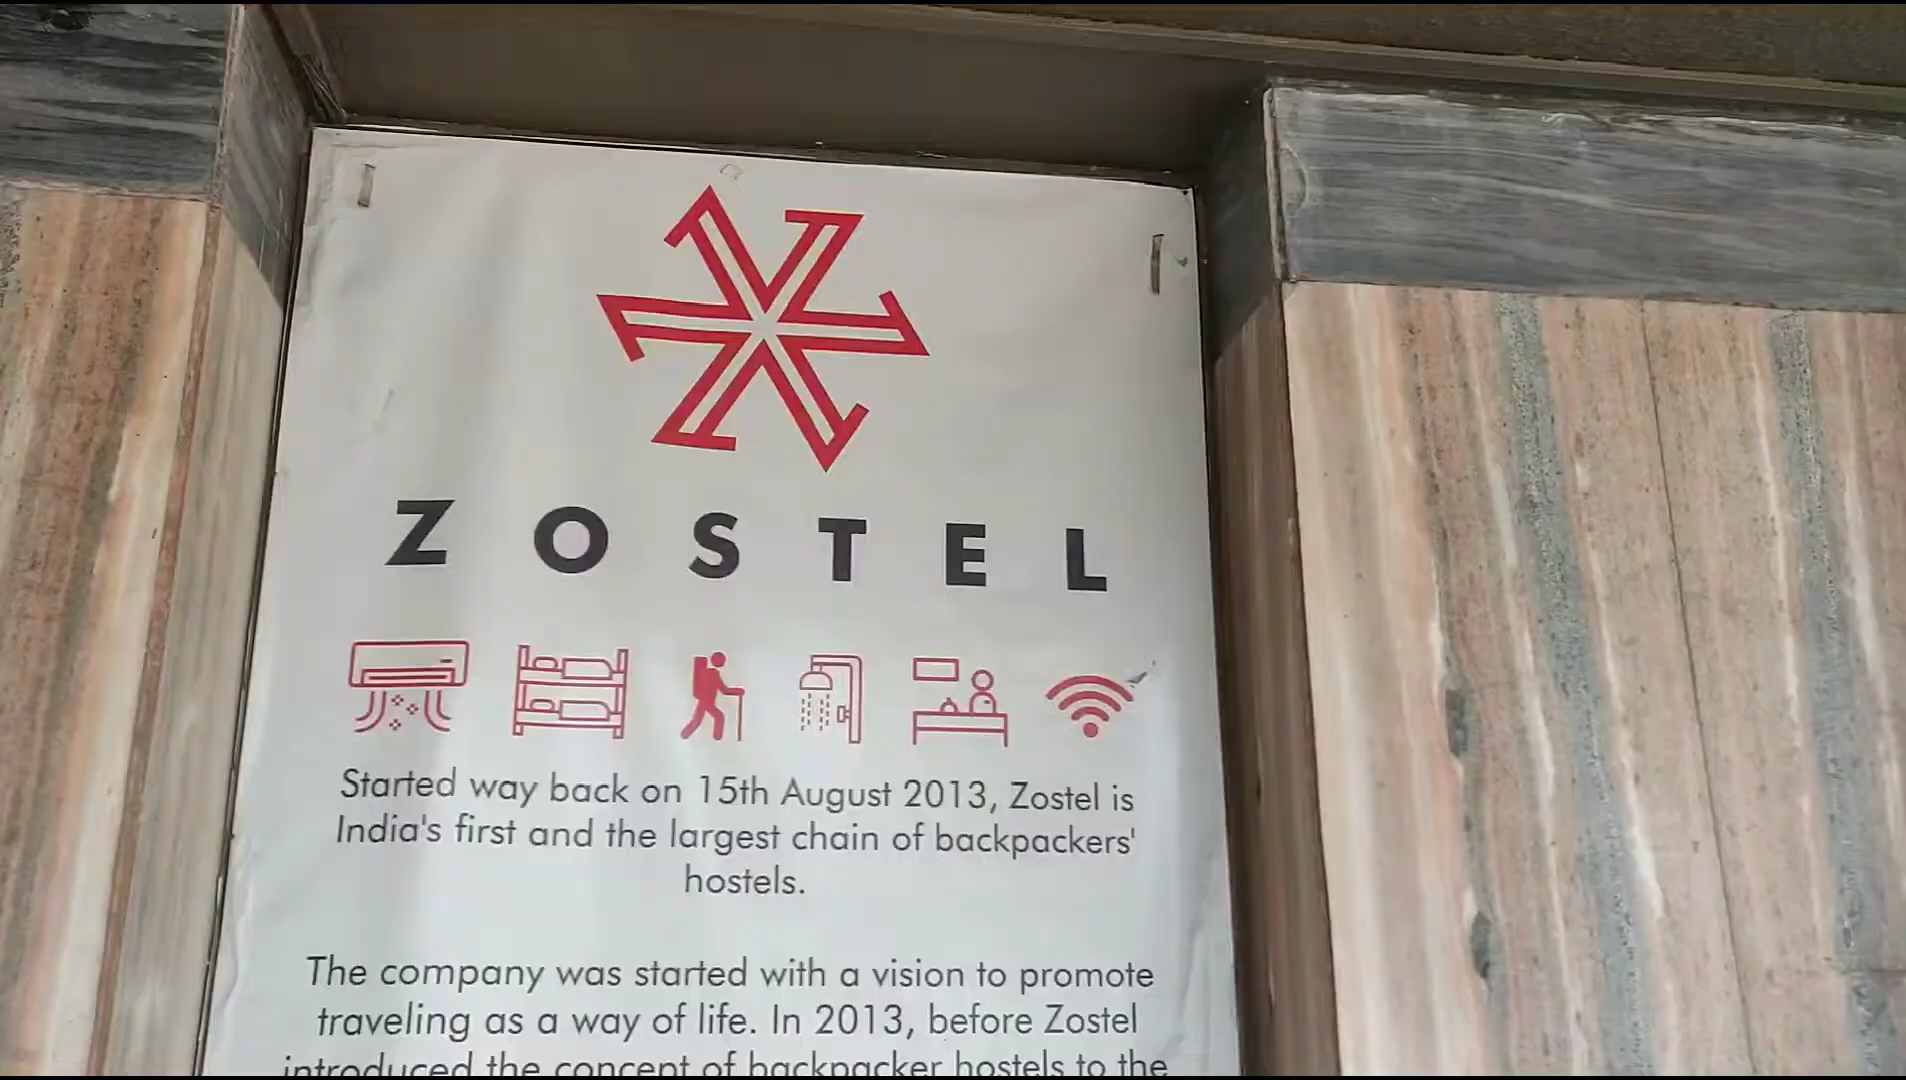 ZOSTEL
Started way back on 15th August 2013, Zostel is
India's first and the largest chain of backpackers'
hostels.
The company was started with a vision to promote
traveling as a way of life. In 2013, before Zostel
introduced the concept of backpacker hostels to the